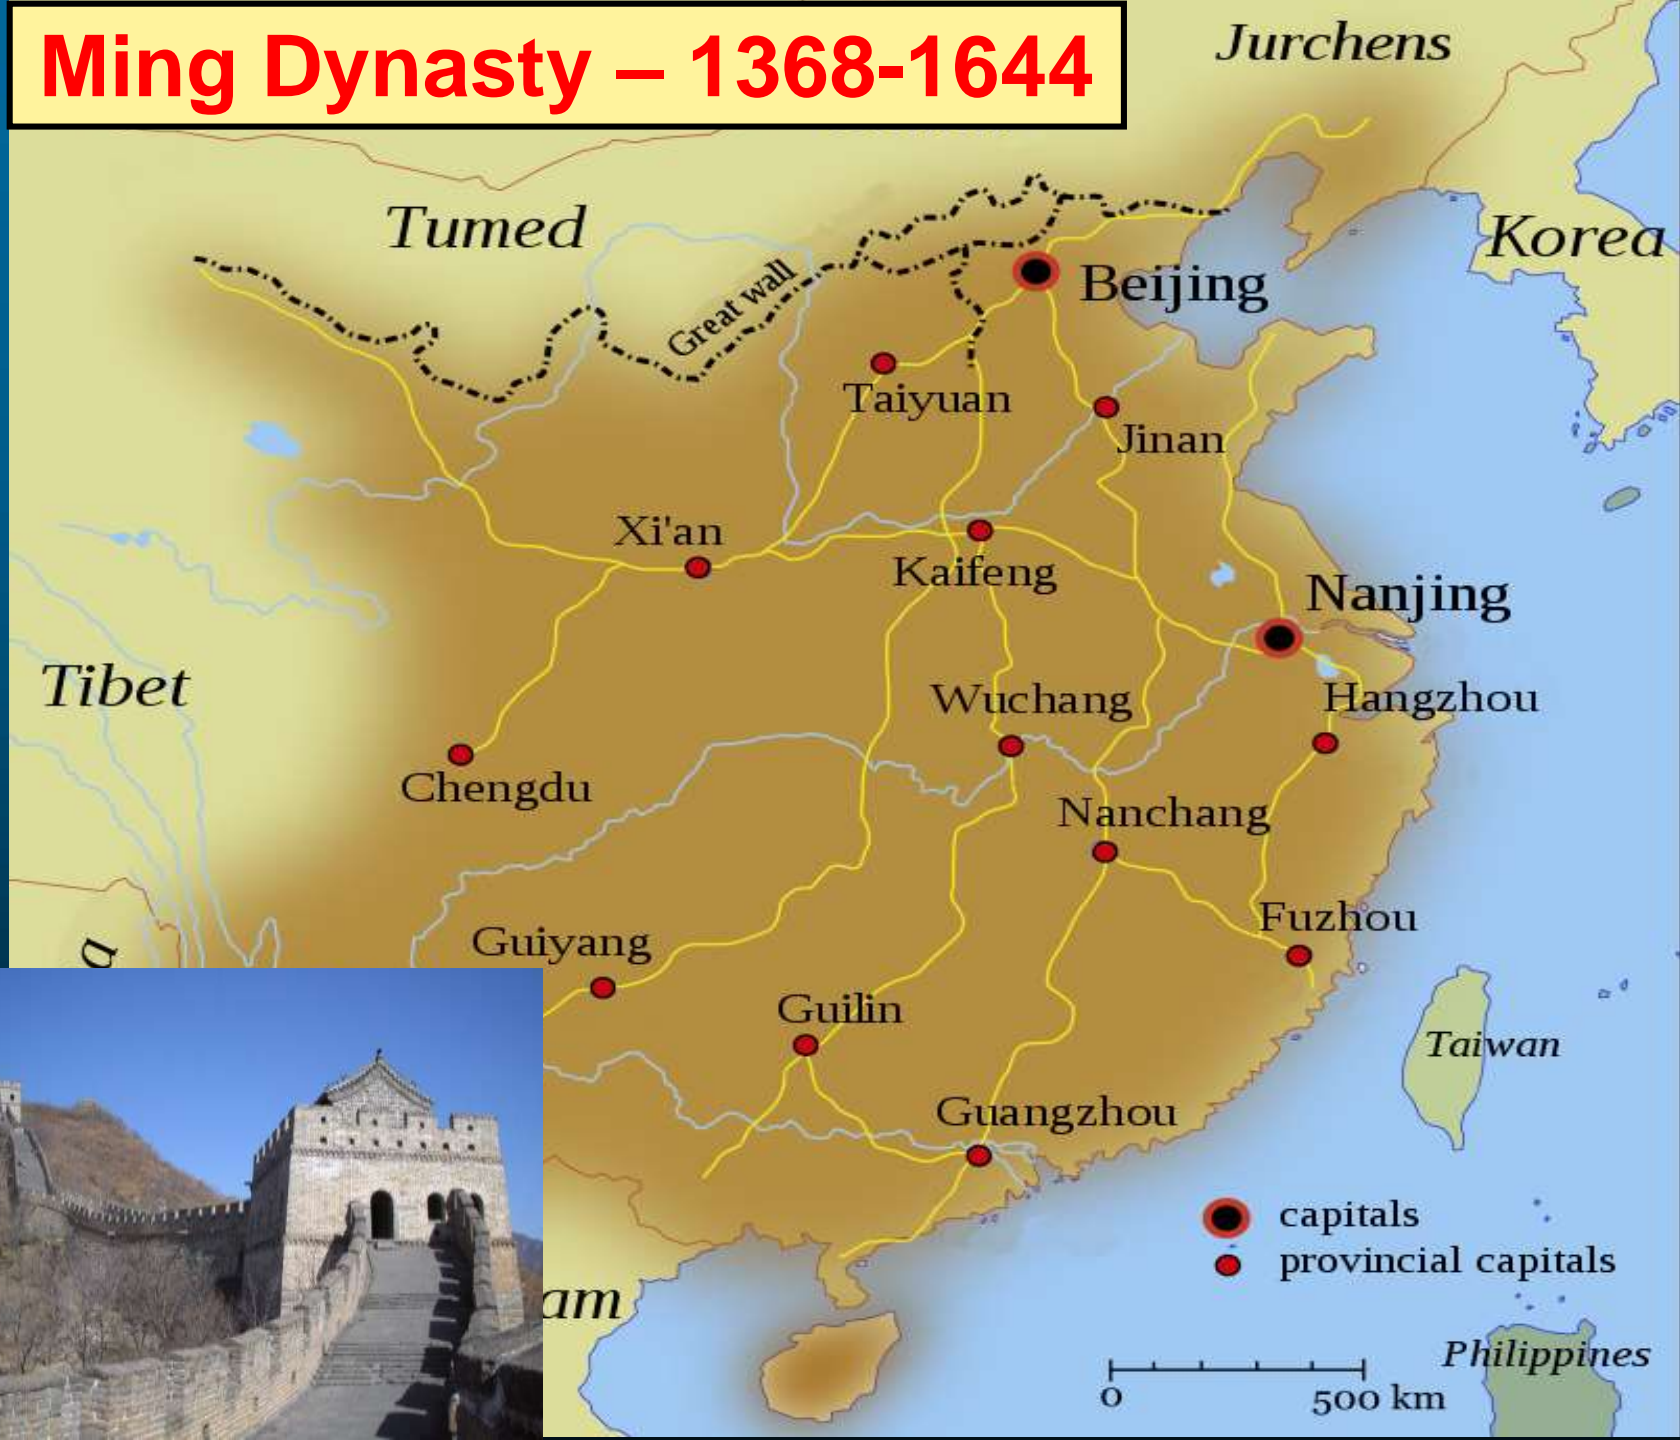 Ming Dynasty – 1368-1644
Jurchens
Tumed
Korea
Great wall
Beijing
Taiyuan
Jinan
Xi'an
Kaifeng
Nanjing
Tibet
Wuchang
Hangzhou
Chengdu
Nanchang
Fuzhou
Guiyang
a
Guilin
Taiwan
Guangzhou
capitals
provincial capitals
am
Philippines
0 500 km